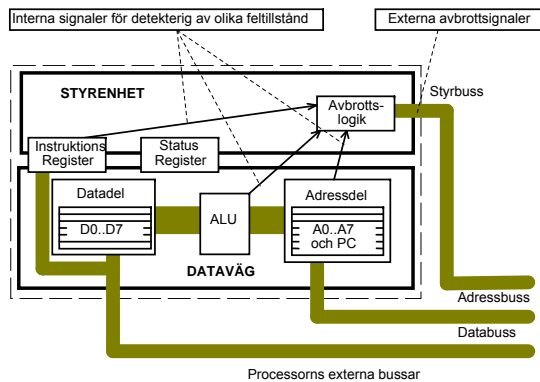 Interna signaler för detekterig av olika feltillstånd
Externa avbrottsignaler
STYRENHET
Avbrotts-
logik
Styrbuss
Instruktions
Register
Status
Register
Datadel
D0..D7
ALU
Adressdel
A0..A7
och PC
DATAVÄG
Adressbuss
Databuss
Processorns externa bussar